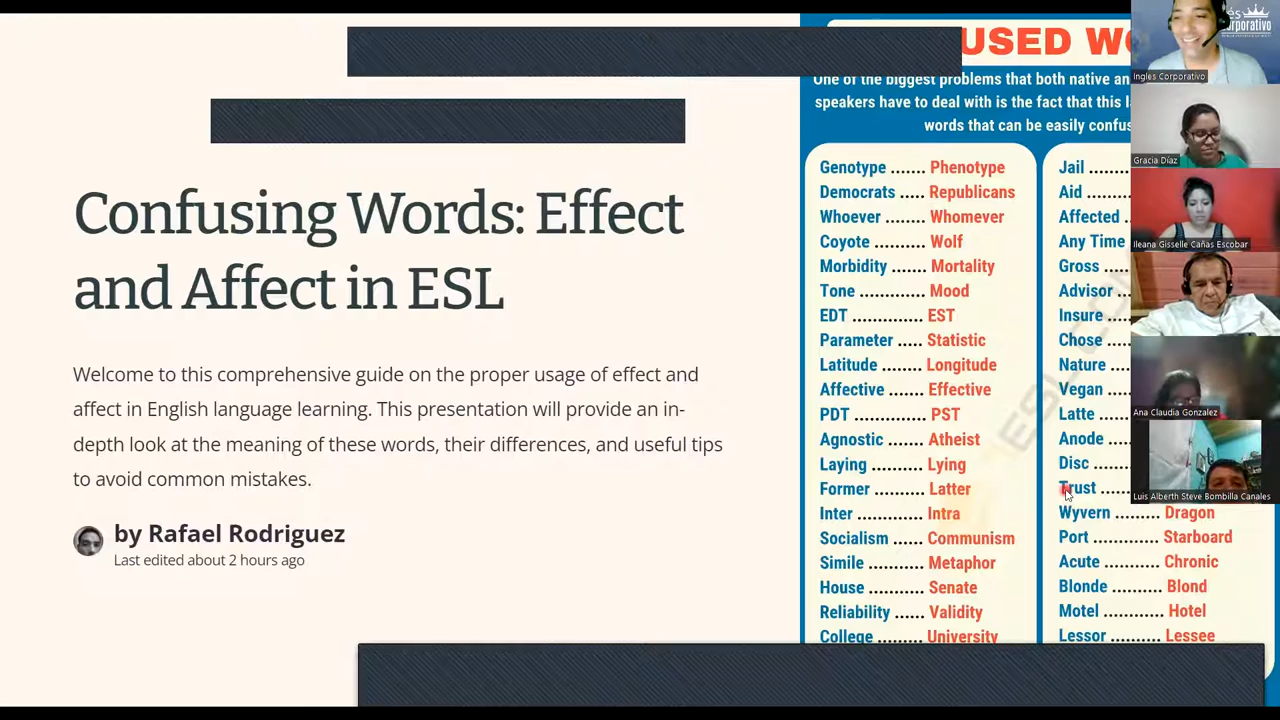 Confusing Words: Effect
and Affect in ESL
Welcome to this comprehensive guide on the proper usage of effect and
affect in English language learning. This presentation will provide an in-
depth look at the meaning of these words, their differences, and useful tips
to avoid common mistakes.
by Rafael Rodriguez
Last edited about 2 hours ago
USED WO
One of the biggest problems that both native an
speakers have to deal with is the fact that this l
words that can be easily confus
Genotype ....... Phenotype
Democrats ..... Republicans
Whoever ........ Whomever
Coyote .......... Wolf
Morbidity ....... Mortality
Tone .............. Mood
EDT ............... EST
Parameter ..... Statistic
Latitude ......... Longitude
Affective ........ Effective
PDT ................ PST
Agnostic ....... Atheist
Laying ........... Lying
Former .......... Latter
Inter .............. Intra
Socialism ...... Communism
Simile ............ Metaphor
House ........... Senate
Reliability ...... Validity
College ......... University
Jail ........
Aid ........
Affected ..
Any Time
Gross ....
Advisor ..
Insure ....
Chose ....
Nature ...
Vegan ....
Latte .....
Anode ....
Disc .......
Trust .....
Wyvern ......... Dragon
Port ............. Starboard
Acute ........... Chronic
Blonde .......... Blond
Motel ............ Hotel
Lessor .......... Lessee
Ingles Corporativo
Gracia Díaz
Ileana Gisselle Cañas Escobar
Ana Claudia Gonzalez
Luis Alberth Steve Bombilla Canales